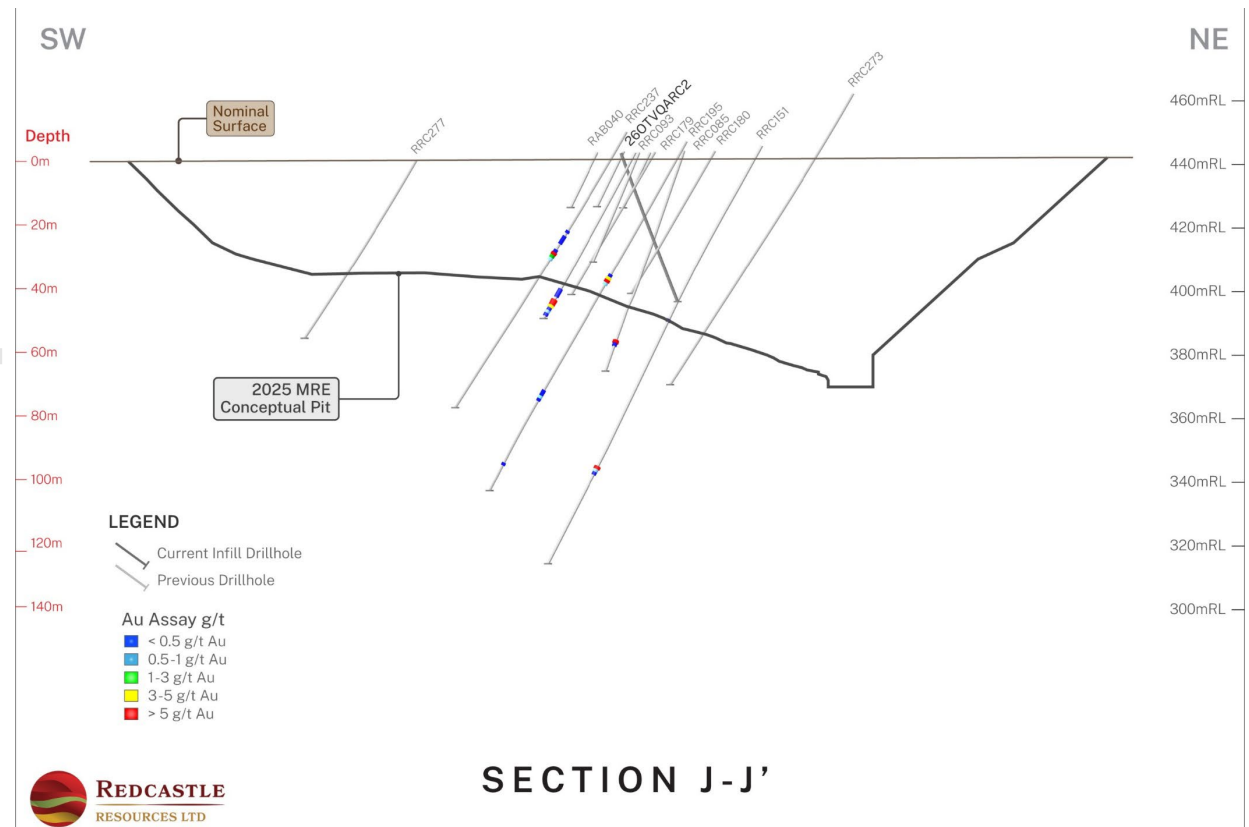 SW
NE
Nominal
Surface
Depth
0m
20m
40m
60m
80m
100m
120m
140m
RRC277
RAB040
RRC237
26OTVQARC2
RRC093
RRC179
RRC195
RRC085
RRC180
RRC151
RRC273
460mRL
440mRL
420mRL
400mRL
380mRL
360mRL
340mRL
320mRL
300mRL
2025 MRE
Conceptual Pit
LEGEND
Current Infill Drillhole
Previous Drillhole
Au Assay g/t
< 0.5 g/t Au
0.5-1 g/t Au
1-3 g/t Au
3-5 g/t Au
> 5 g/t Au
REDCASTLE
RESOURCES LTD
SECTION J-J’